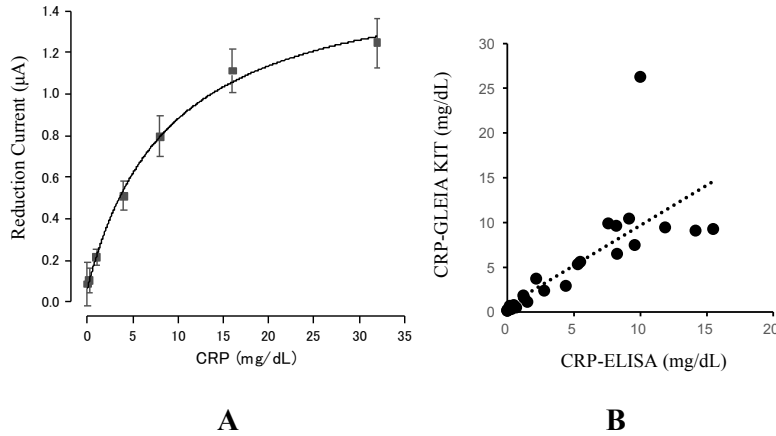 1.4
1.2
1.0
0.8
0.6
0.4
0.2
0.0
Reduction Current (μA)
0 5 10 15 20 25 30 35
CRP (mg/dL)
A
30
25
20
15
10
5
0
CRP-GLEIA KIT (mg/dL)
0 5 10 15 20
CRP-ELISA (mg/dL)
B